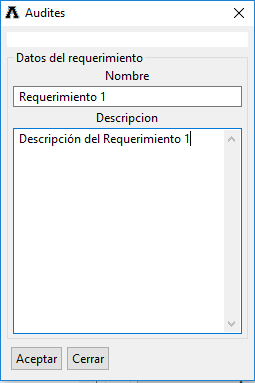 Audites
Datos del requerimiento
Nombre
Requerimiento 1
Descripcion
Descripción del Requerimiento 1
Aceptar
Cerrar